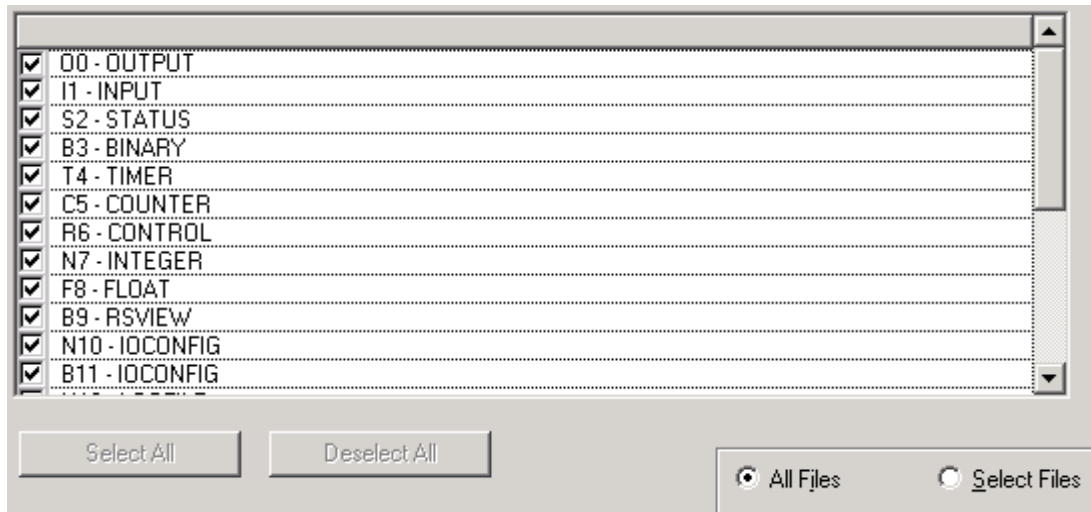 O0 - OUTPUT
I1 - INPUT
S2 - STATUS
B3 - BINARY
T4 - TIMER
C5 - COUNTER
R6 - CONTROL
N7 - INTEGER
F8 - FLOAT
B9 - RSVIEW
N10 - IOCONFIG
B11 - IOCONFIG
Select All Deselect All
All Files Select Files